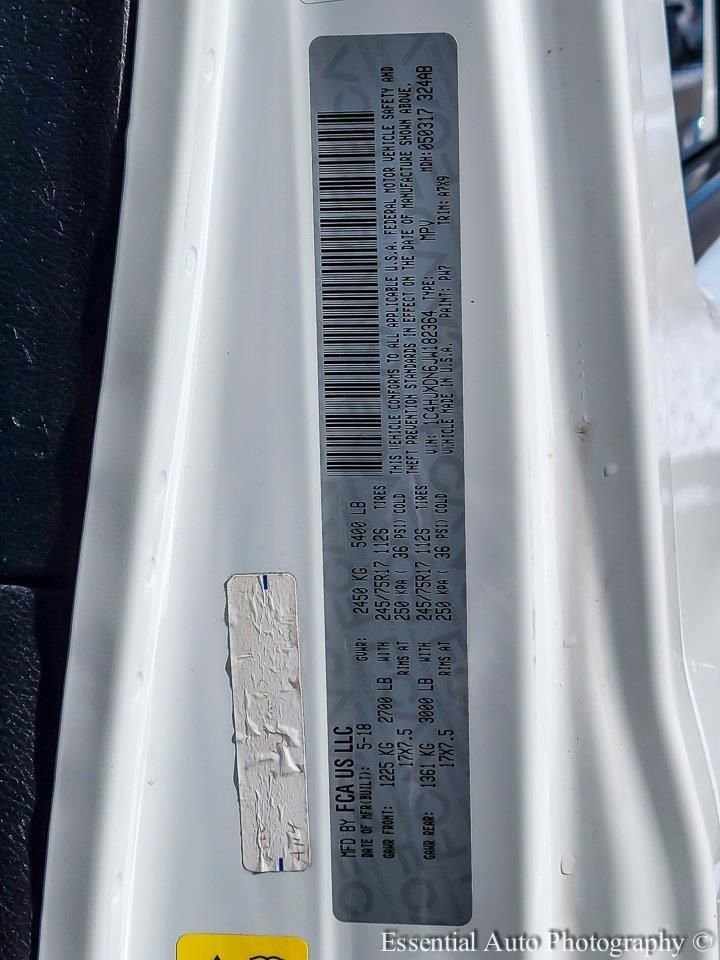 MFD BY FCA US LLC
DATE OF MFR(BUILT): 5-18 GVWR: 2450 KG 5400 LB
GAWR FRONT: 1225 KG 2700 LB WITH 245/75R17 112S TIRES
17X7.5 RIMS AT 250 KPA ( 36 PSI) COLD
GAWR REAR: 1361 KG 3000 LB WITH 245/75R17 112S TIRES
17X7.5 RIMS AT 250 KPA ( 36 PSI) COLD
THIS VEHICLE CONFORMS TO ALL APPLICABLE U.S.A. FEDERAL MOTOR VEHICLE SAFETY AND
THEFT PREVENTION STANDARDS IN EFFECT ON THE DATE OF MANUFACTURE SHOWN ABOVE.
VIN: 1C4HJXDN6JW182364 TYPE: MPV MDH:050317 324AB
VEHICLE MADE IN U.S.A. PAINT: PW7 TRIM: A7X9
Essential Auto Photography ©